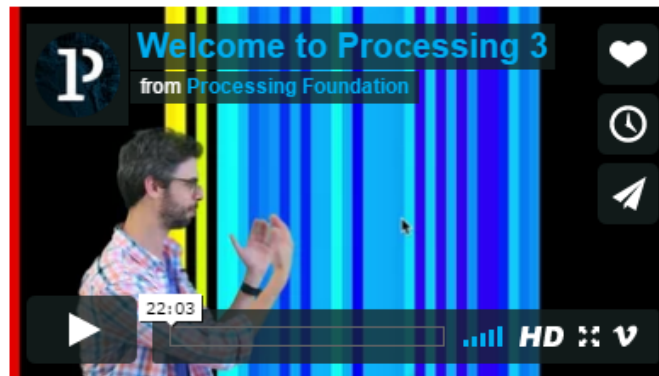 Welcome to Processing 3
from Processing Foundation
22:03
HD